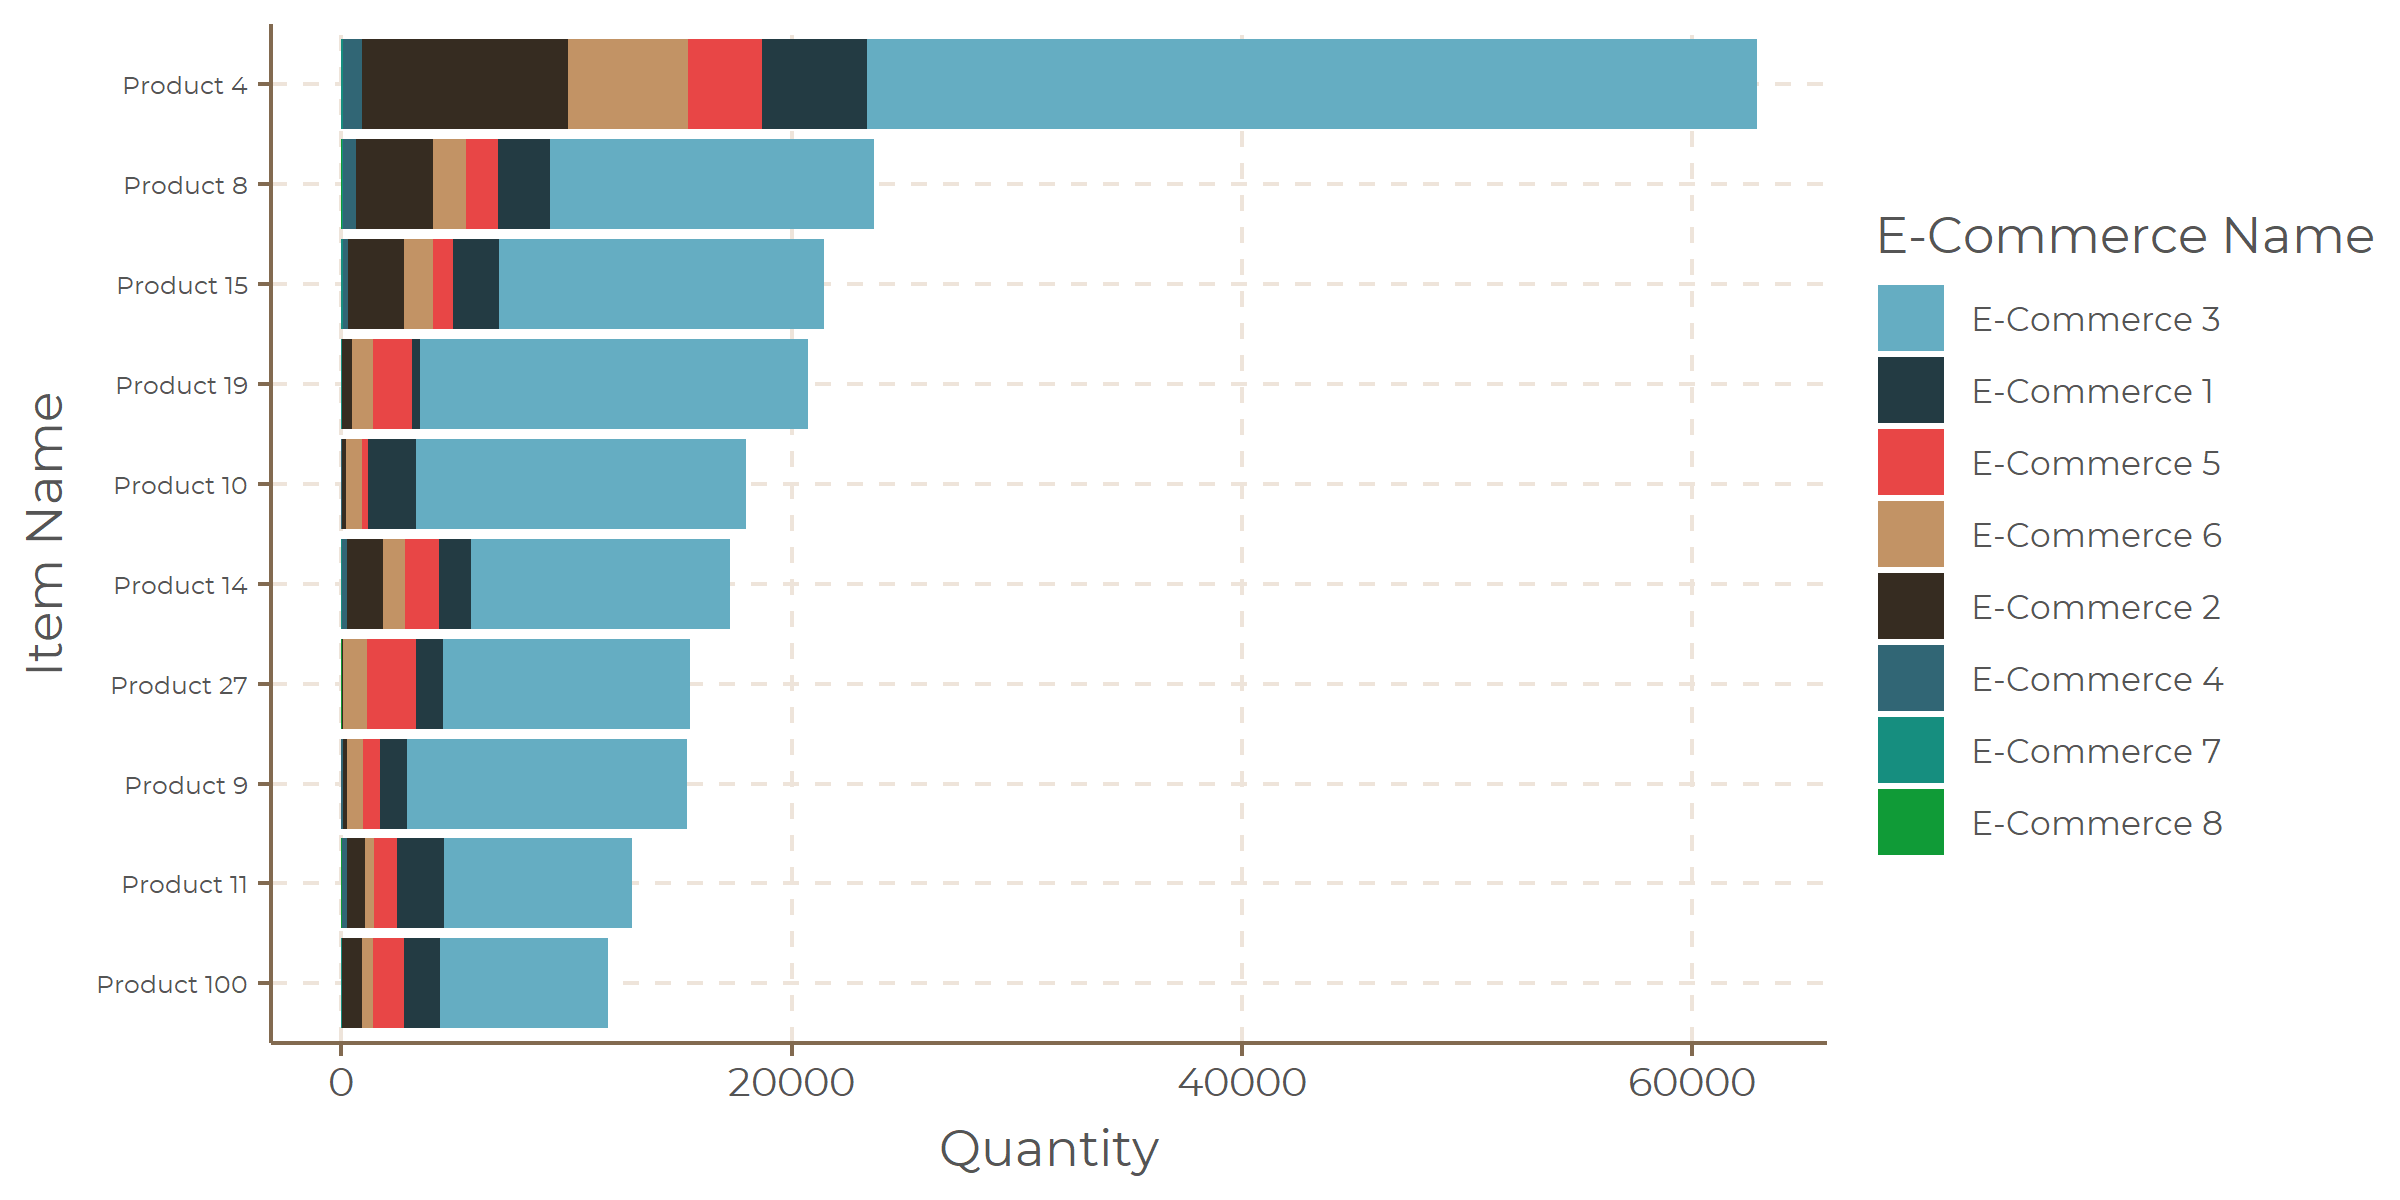 Product 4
Product 8
Product 15
Product 19
Product 10
Product 14
Product 27
Product 9
Product 11
Product 100
Item Name
0 20000 40000 60000
Quantity
E-Commerce Name
E-Commerce 3
E-Commerce 1
E-Commerce 5
E-Commerce 6
E-Commerce 2
E-Commerce 4
E-Commerce 7
E-Commerce 8